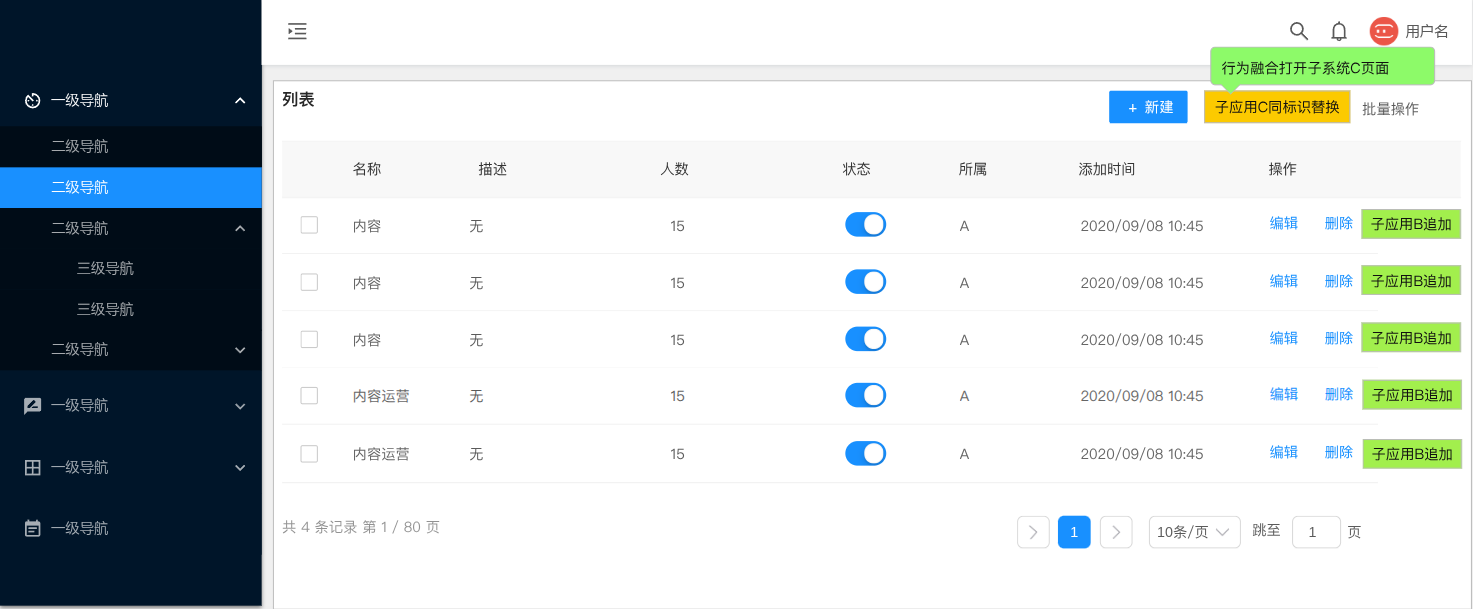 用户名
行为融合打开子系统C页面
一级导航
二级导航
二级导航
二级导航
三级导航
三级导航
二级导航
一级导航
一级导航
一级导航
列表
+ 新建 子应用C同标识替换 批量操作
名称 描述 人数 状态 所属 添加时间 操作
内容 无 15 A 2020/09/08 10:45 编辑 删除 子应用B追加
内容 无 15 A 2020/09/08 10:45 编辑 删除 子应用B追加
内容 无 15 A 2020/09/08 10:45 编辑 删除 子应用B追加
内容运营 无 15 A 2020/09/08 10:45 编辑 删除 子应用B追加
内容运营 无 15 A 2020/09/08 10:45 编辑 删除 子应用B追加
共 4 条记录 第 1 / 80 页 1 10条/页 跳至 1 页